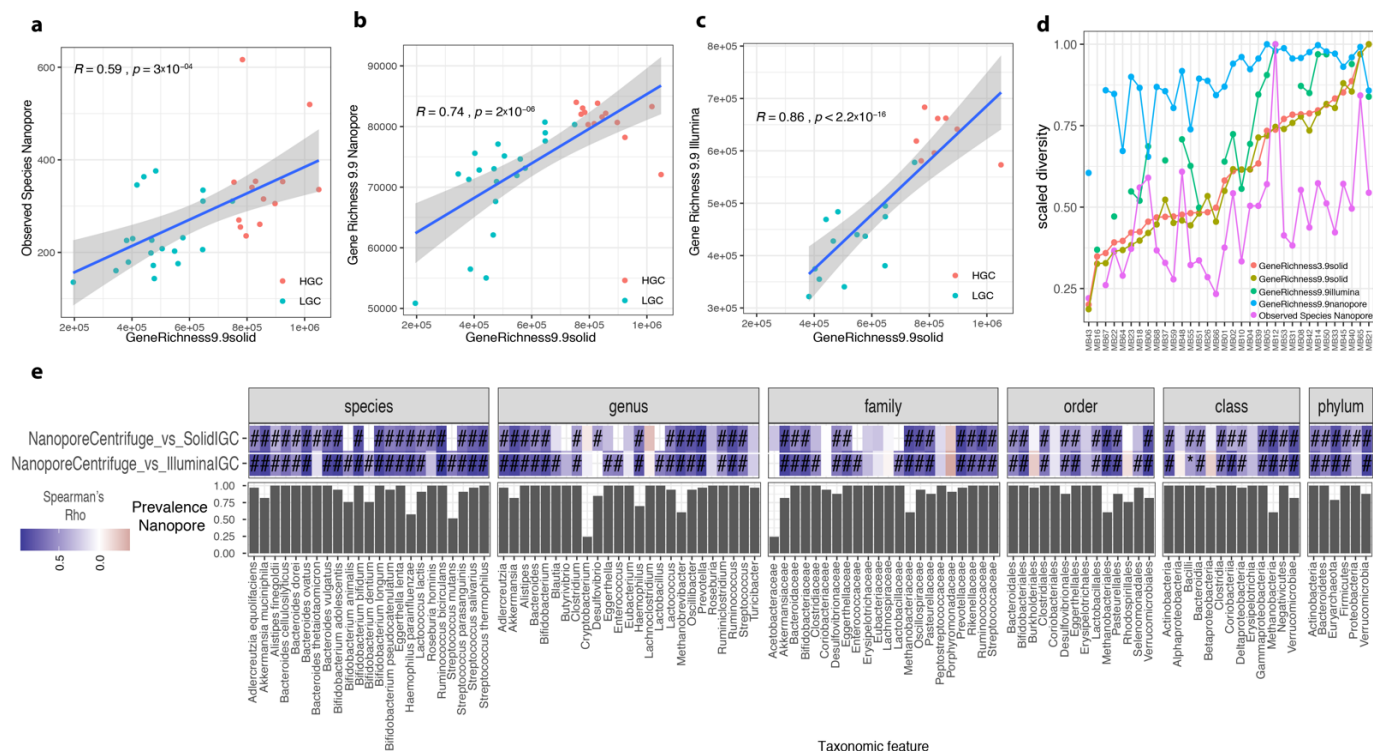 a
Observed Species Nanopore
600
400
200
R = 0.59 , p = 3x10⁻⁰⁴
HGC
LGC
2e+05 4e+05 6e+05 8e+05 1e+06
GeneRichness9.9solid
b
Gene Richness 9.9 Nanopore
90000
80000
70000
60000
50000
R = 0.74 , p = 2x10⁻⁰⁶
HGC
LGC
2e+05 4e+05 6e+05 8e+05 1e+06
GeneRichness9.9solid
c
Gene Richness 9.9 Illumina
8e+05
7e+05
6e+05
5e+05
4e+05
3e+05
R = 0.86 , p < 2.2x10⁻¹⁶
HGC
LGC
2e+05 4e+05 6e+05 8e+05 1e+06
GeneRichness9.9solid
d
scaled diversity
1.00
0.75
0.50
0.25
GeneRichness3.9solid
GeneRichness9.9solid
GeneRichness9.9illumina
GeneRichness9.9nanopore
Observed Species Nanopore
MB43
MB16
MB67
MB22
MB64
e
species genus family order class phylum
NanoporeCentrifuge_vs_SolidIGC
NanoporeCentrifuge_vs_IlluminaIGC
Spearman's
Rho
0.5 0.0
Prevalence
Nanopore
1.00
0.75
0.50
0.25
0.00
Adlercreutzia equolifaciens
Akkermansia muciniphila
Alistipes finegoldii
Bacteroides cellulosilyticus
Bacteroides dorei
Bacteroides ovatus
Bacteroides thetaiotaomicron
Bacteroides vulgatus
Bifidobacterium adolescentis
Bifidobacterium animalis
Bifidobacterium bifidum
Bifidobacterium dentium
Bifidobacterium longum
Bifidobacterium pseudocatenulatum
Eggerthella lenta
Haemophilus parainfluenzae
Lactococcus lactis
Roseburia hominis
Ruminococcus bicirculans
Streptococcus mutans
Streptococcus parasanguinis
Streptococcus salivarius
Streptococcus thermophilus
Adlercreutzia
Akkermansia
Alistipes
Bacteroides
Bifidobacterium
Blautia
Butyrivibrio
Clostridium
Cryptobacterium
Desulfovibrio
Eggerthella
Enterococcus
Eubacterium
Haemophilus
Lachnoclostridium
Lactobacillus
Lactococcus
Methanobrevibacter
Oscillibacter
Prevotella
Roseburia
Ruminococcus
Streptococcus
Turicibacter
Acetobacteraceae
Akkermansiaceae
Bacteroidaceae
Bifidobacteriaceae
Clostridiaceae
Coriobacteriaceae
Desulfovibrionaceae
Eggerthellaceae
Enterococcaceae
Erysipelotrichaceae
Eubacteriaceae
Lachnospiraceae
Lactobacillaceae
Methanobacteriaceae
Oscillospiraceae
Pasteurellaceae
Peptostreptococcaceae
Porphyromonadaceae
Prevotellaceae
Rikenellaceae
Ruminococcaceae
Streptococcaceae
Bacteroidales
Bifidobacteriales
Burkholderiales
Clostridiales
Coriobacteriales
Desulfovibrionales
Eggerthellales
Erysipelotrichales
Lactobacillales
Methanobacteriales
Pasteurellales
Rhodospirillales
Selenomonadales
Verrucomicrobiales
Actinobacteria
Alphaproteobacteria
Bacilli
Bacteroidia
Betaproteobacteria
Clostridia
Coriobacteriia
Deltaproteobacteria
Erysipelotrichia
Gammaproteobacteria
Methanobacteria
Negativicutes
Verrucomicrobiae
Actinobacteria
Bacteroidetes
Euryarchaeota
Firmicutes
Proteobacteria
Verrucomicrobia
Taxonomic feature